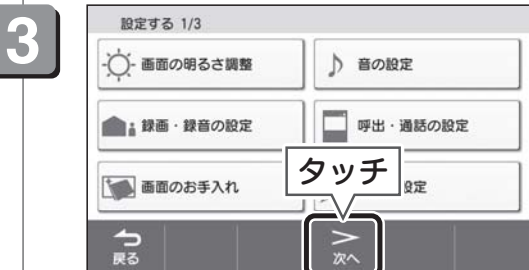 3
設定する 1/3
画面の明るさ調整
音の設定
録画・録音の設定
呼出・通話の設定
画面のお手入れ
設定
タッチ
戻る
次へ